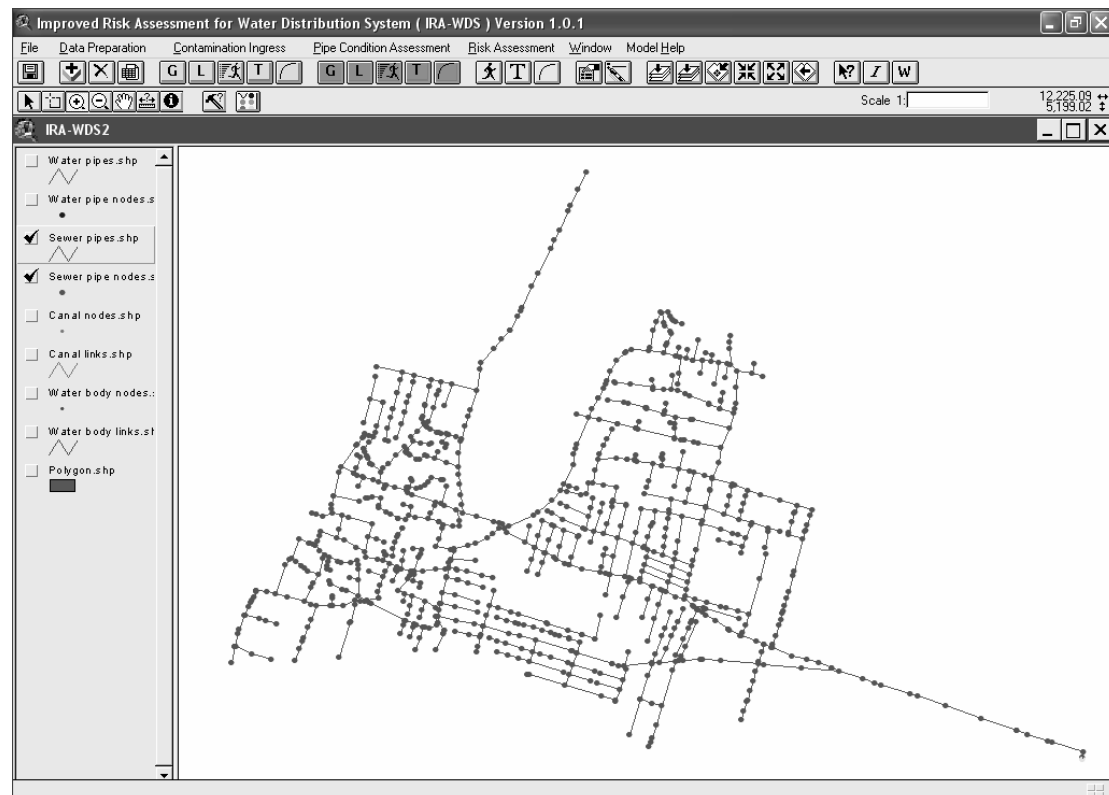 Improved Risk Assessment for Water Distribution System ( IRA-WDS ) Version 1.0.1
File Data Preparation Contamination Ingress Pipe Condition Assessment Risk Assessment Window Model Help
G L T G L T T ? I W
Scale 1: 12,225.09
5,199.02
IRA-WDS2
Water pipes.shp
Water pipe nodes.s
Sewer pipes.shp
Sewer pipe nodes.s
Canal nodes.shp
Canal links.shp
Water body nodes.
Water body links.sh
Polygon.shp